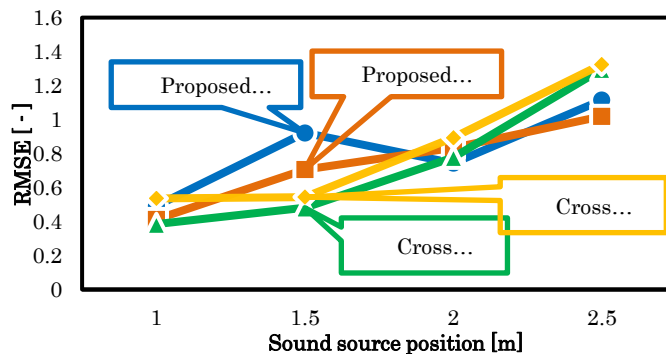 1.6
1.4
1.2
1
0.8
0.6
0.4
0.2
0
RMSE [ - ]
Proposed...
Proposed...
Cross...
Cross...
1 1.5 2 2.5
Sound source position [m]